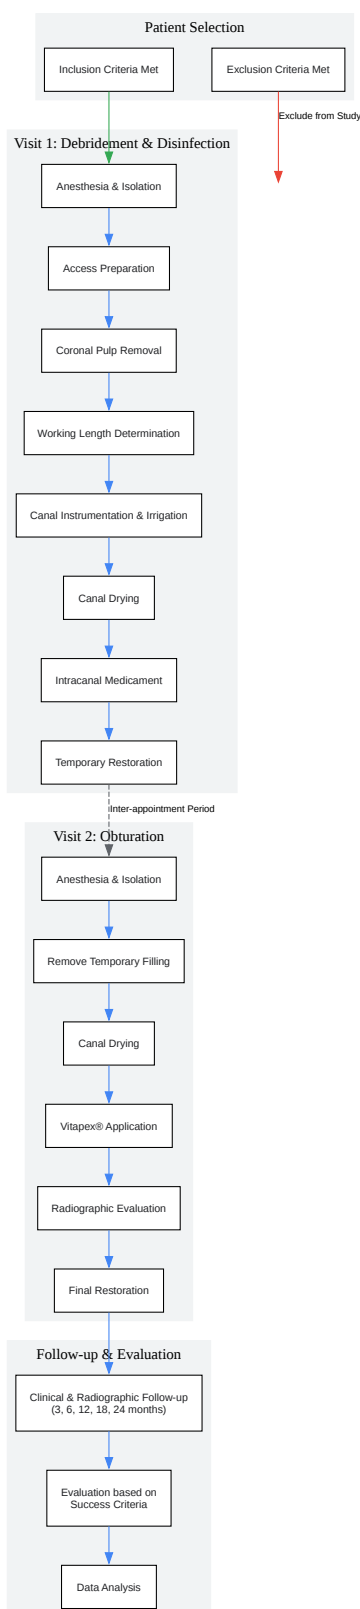 Patient Selection
Inclusion Criteria Met
Exclusion Criteria Met
Exclude from Study
Visit 1: Debridement & Disinfection
Anesthesia & Isolation
Access Preparation
Coronal Pulp Removal
Working Length Determination
Canal Instrumentation & Irrigation
Canal Drying
Intracanal Medicament
Temporary Restoration
Inter-appointment Period
Visit 2: Obturation
Anesthesia & Isolation
Remove Temporary Filling
Canal Drying
Vitapex® Application
Radiographic Evaluation
Final Restoration
Follow-up & Evaluation
Clinical & Radiographic Follow-up
(3, 6, 12, 18, 24 months)
Evaluation based on
Success Criteria
Data Analysis